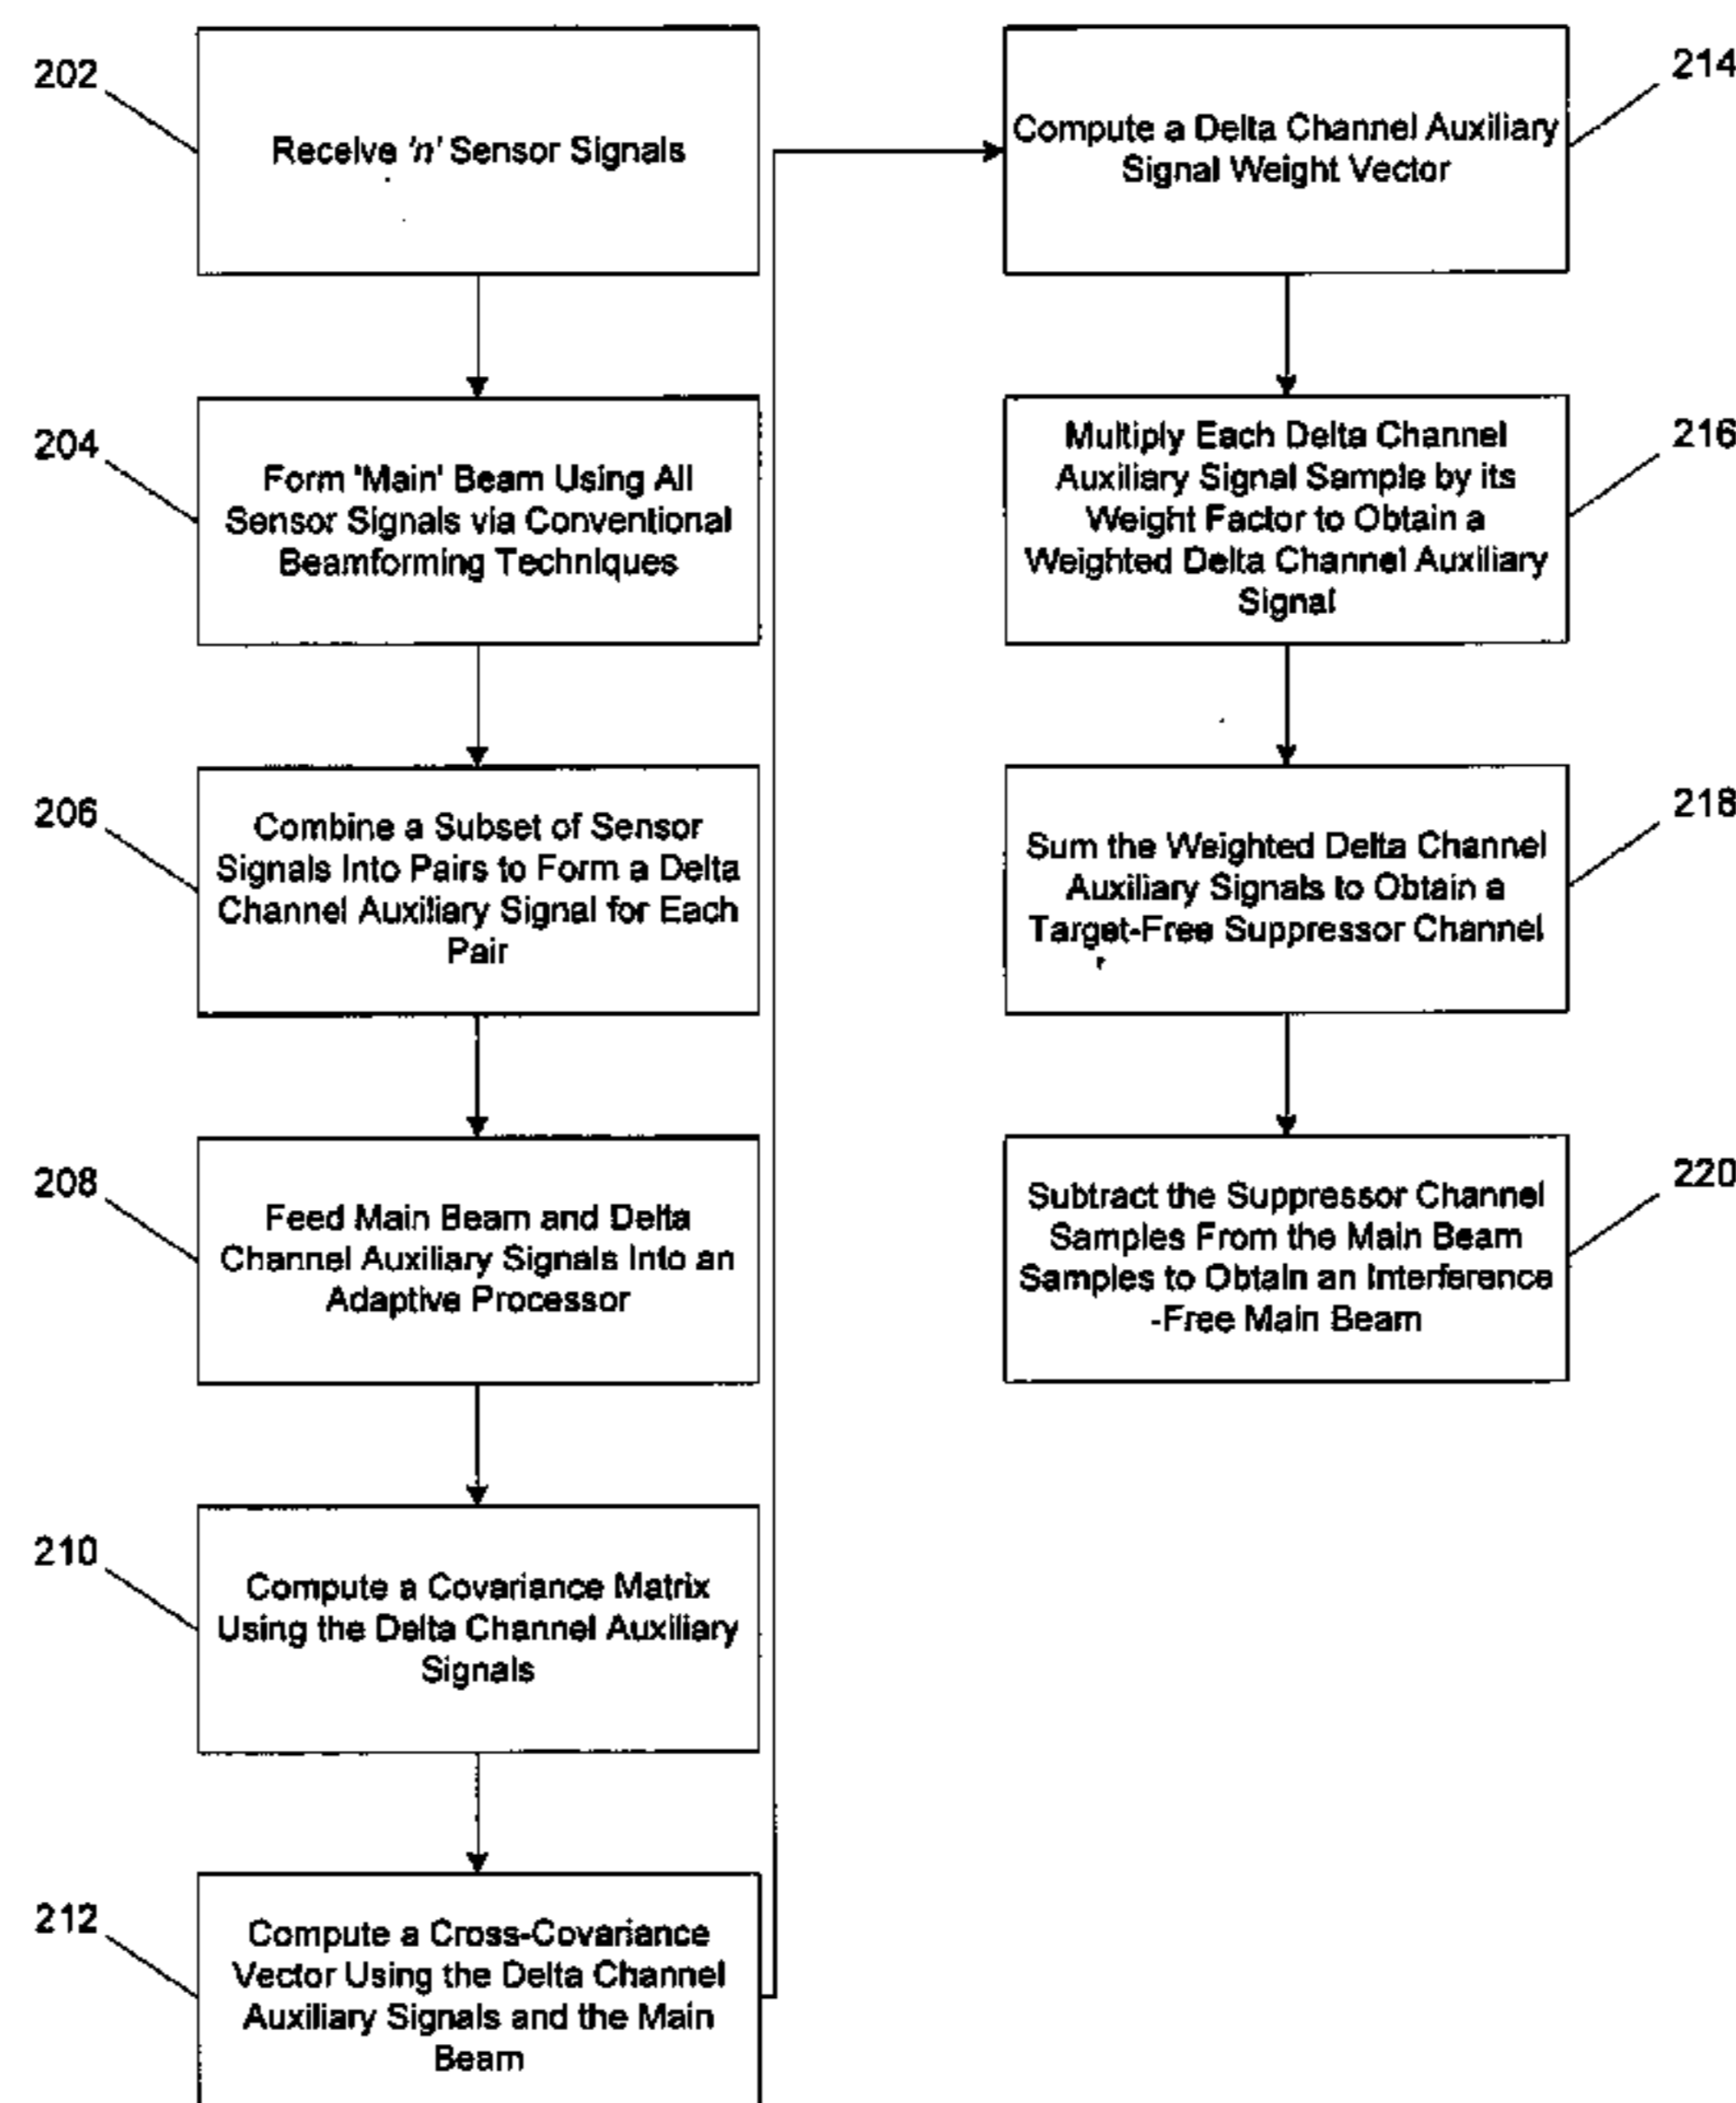 202
Receive 'n' Sensor Signals
204
Form 'Main' Beam Using All
Sensor Signals via Conventional
Beamforming Techniques
206
Combine a Subset of Sensor
Signals Into Pairs to Form a Delta
Channel Auxiliary Signal for Each
Pair
208
Feed Main Beam and Delta
Channel Auxiliary Signals Into an
Adaptive Processor
210
Compute a Covariance Matrix
Using the Delta Channel Auxiliary
Signals
212
Compute a Cross-Covariance
Vector Using the Delta Channel
Auxiliary Signals and the Main
Beam
214
Compute a Delta Channel Auxiliary
Signal Weight Vector
216
Multiply Each Delta Channel
Auxiliary Signal Sample by its
Weight Factor to Obtain a
Weighted Delta Channel Auxiliary
Signal
218
Sum the Weighted Delta Channel
Auxiliary Signals to Obtain a
Target-Free Suppressor Channel
220
Subtract the Suppressor Channel
Samples From the Main Beam
Samples to Obtain an Interference
-Free Main Beam